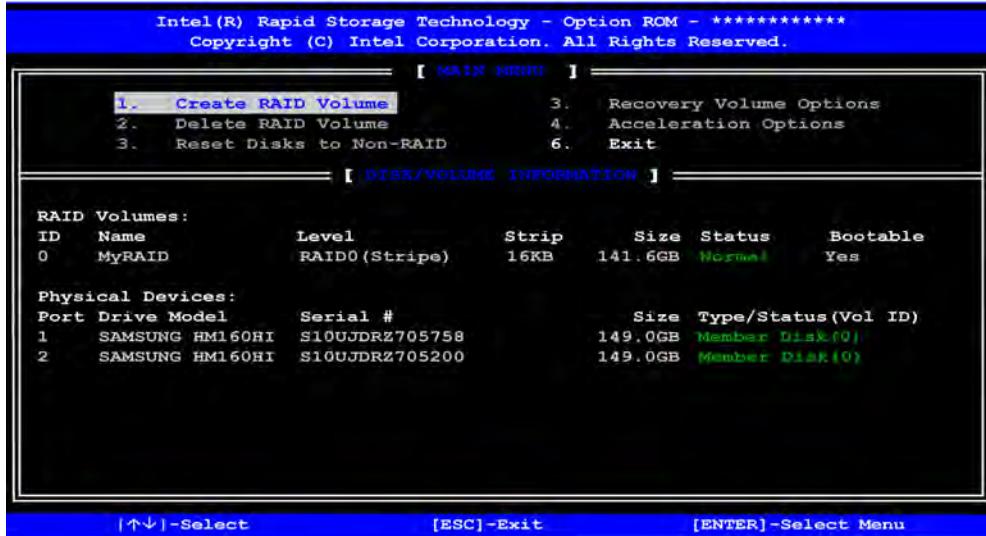 Intel(R) Rapid Storage Technology - Option ROM - ************
Copyright (C) Intel Corporation. All Rights Reserved.
[ MAIN MENU ]
1. Create RAID Volume 3. Recovery Volume Options
2. Delete RAID Volume 4. Acceleration Options
3. Reset Disks to Non-RAID 6. Exit
[ DISK/VOLUME INFORMATION ]
RAID Volumes:
ID Name Level Strip Size Status Bootable
0 MyRAID RAID0(Stripe) 16KB 141.6GB Normal Yes
Physical Devices:
Port Drive Model Serial # Size Type/Status(Vol ID)
1 SAMSUNG HM160HI S10UJDRZ705758 149.0GB Member Disk(0)
2 SAMSUNG HM160HI S10UJDRZ705200 149.0GB Member Disk(0)
[↑↓]-Select [ESC]-Exit [ENTER]-Select Menu